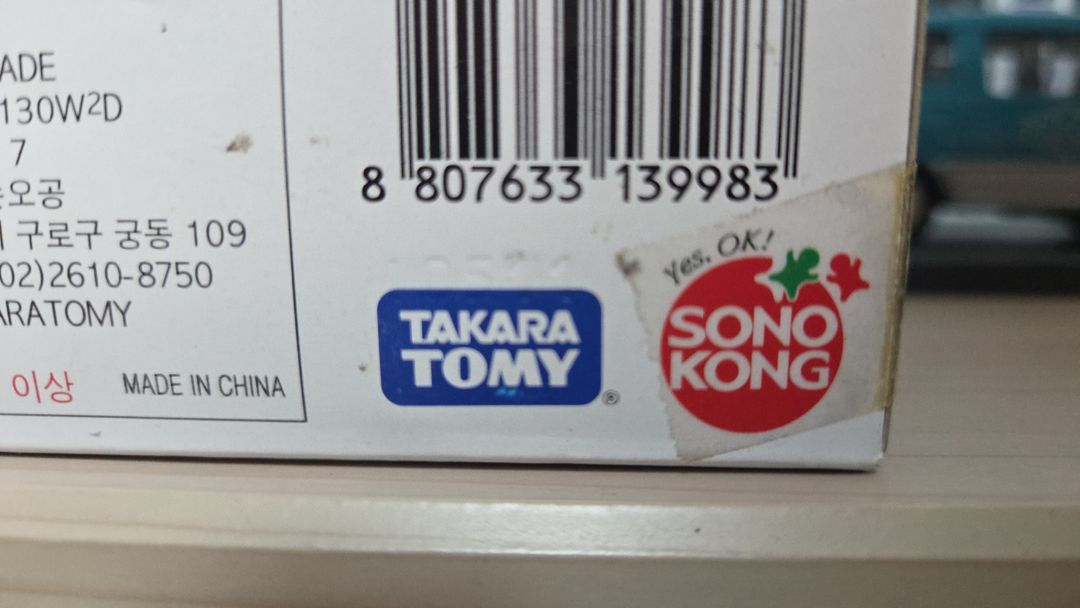 ADE
130W2D
7
오공
구로구 궁동 109
02)2610-8750
ARATOMY
이상
MADE IN CHINA
8 807633 139983
TAKARA
TOMY
®
Yes, OK!
SONO
KONG